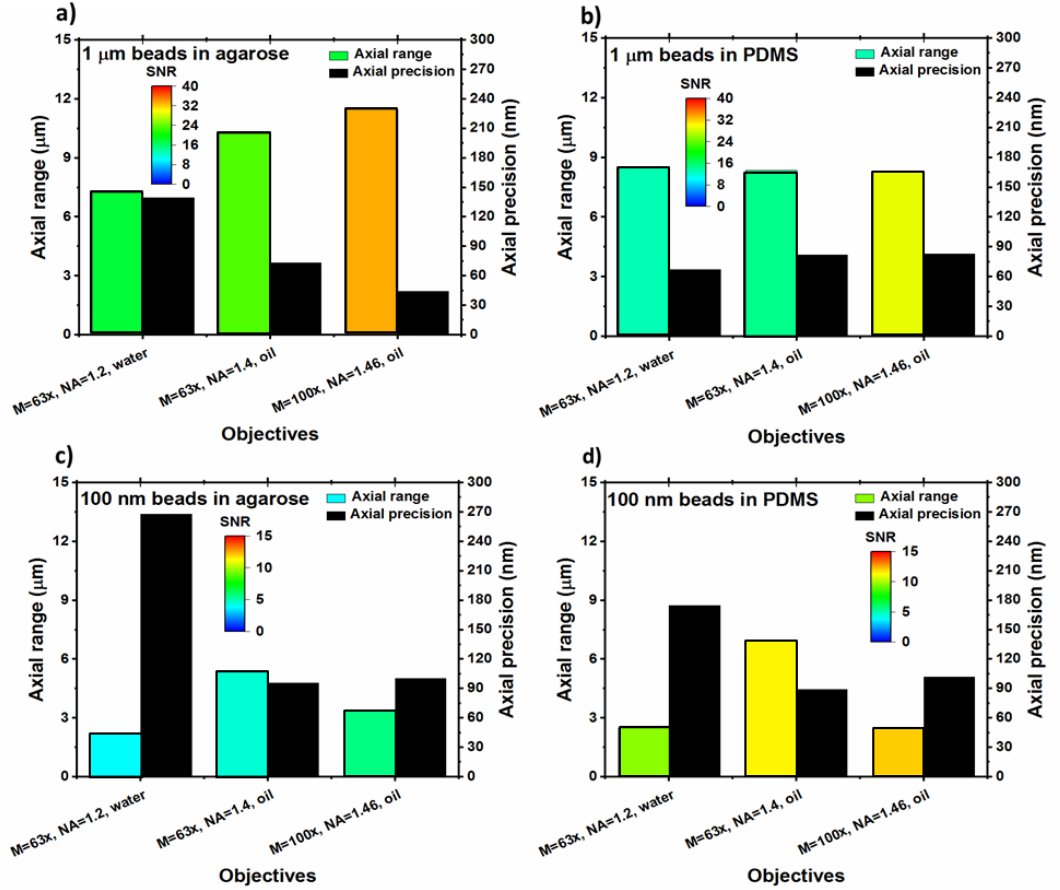 a)
1 μm beads in agarose
Axial range
Axial precision
SNR
40
32
24
16
8
0
15
12
9
6
3
0
Axial range (μm)
300
270
240
210
180
150
120
90
60
30
0
Axial precision (nm)
M=63x, NA=1.2, water
M=63x, NA=1.4, oil
M=100x, NA=1.46, oil
Objectives
b)
1 μm beads in PDMS
Axial range
Axial precision
SNR
40
32
24
16
8
0
15
12
9
6
3
0
Axial range (μm)
300
270
240
210
180
150
120
90
60
30
0
Axial precision (nm)
M=63x, NA=1.2, water
M=63x, NA=1.4, oil
M=100x, NA=1.46, oil
Objectives
c)
100 nm beads in agarose
Axial range
Axial precision
SNR
15
10
5
0
15
12
9
6
3
0
Axial range (μm)
300
270
240
210
180
150
120
90
60
30
0
Axial precision (nm)
M=63x, NA=1.2, water
M=63x, NA=1.4, oil
M=100x, NA=1.46, oil
Objectives
d)
100 nm beads in PDMS
Axial range
Axial precision
SNR
15
10
5
0
15
12
9
6
3
0
Axial range (μm)
300
270
240
210
180
150
120
90
60
30
0
Axial precision (nm)
M=63x, NA=1.2, water
M=63x, NA=1.4, oil
M=100x, NA=1.46, oil
Objectives